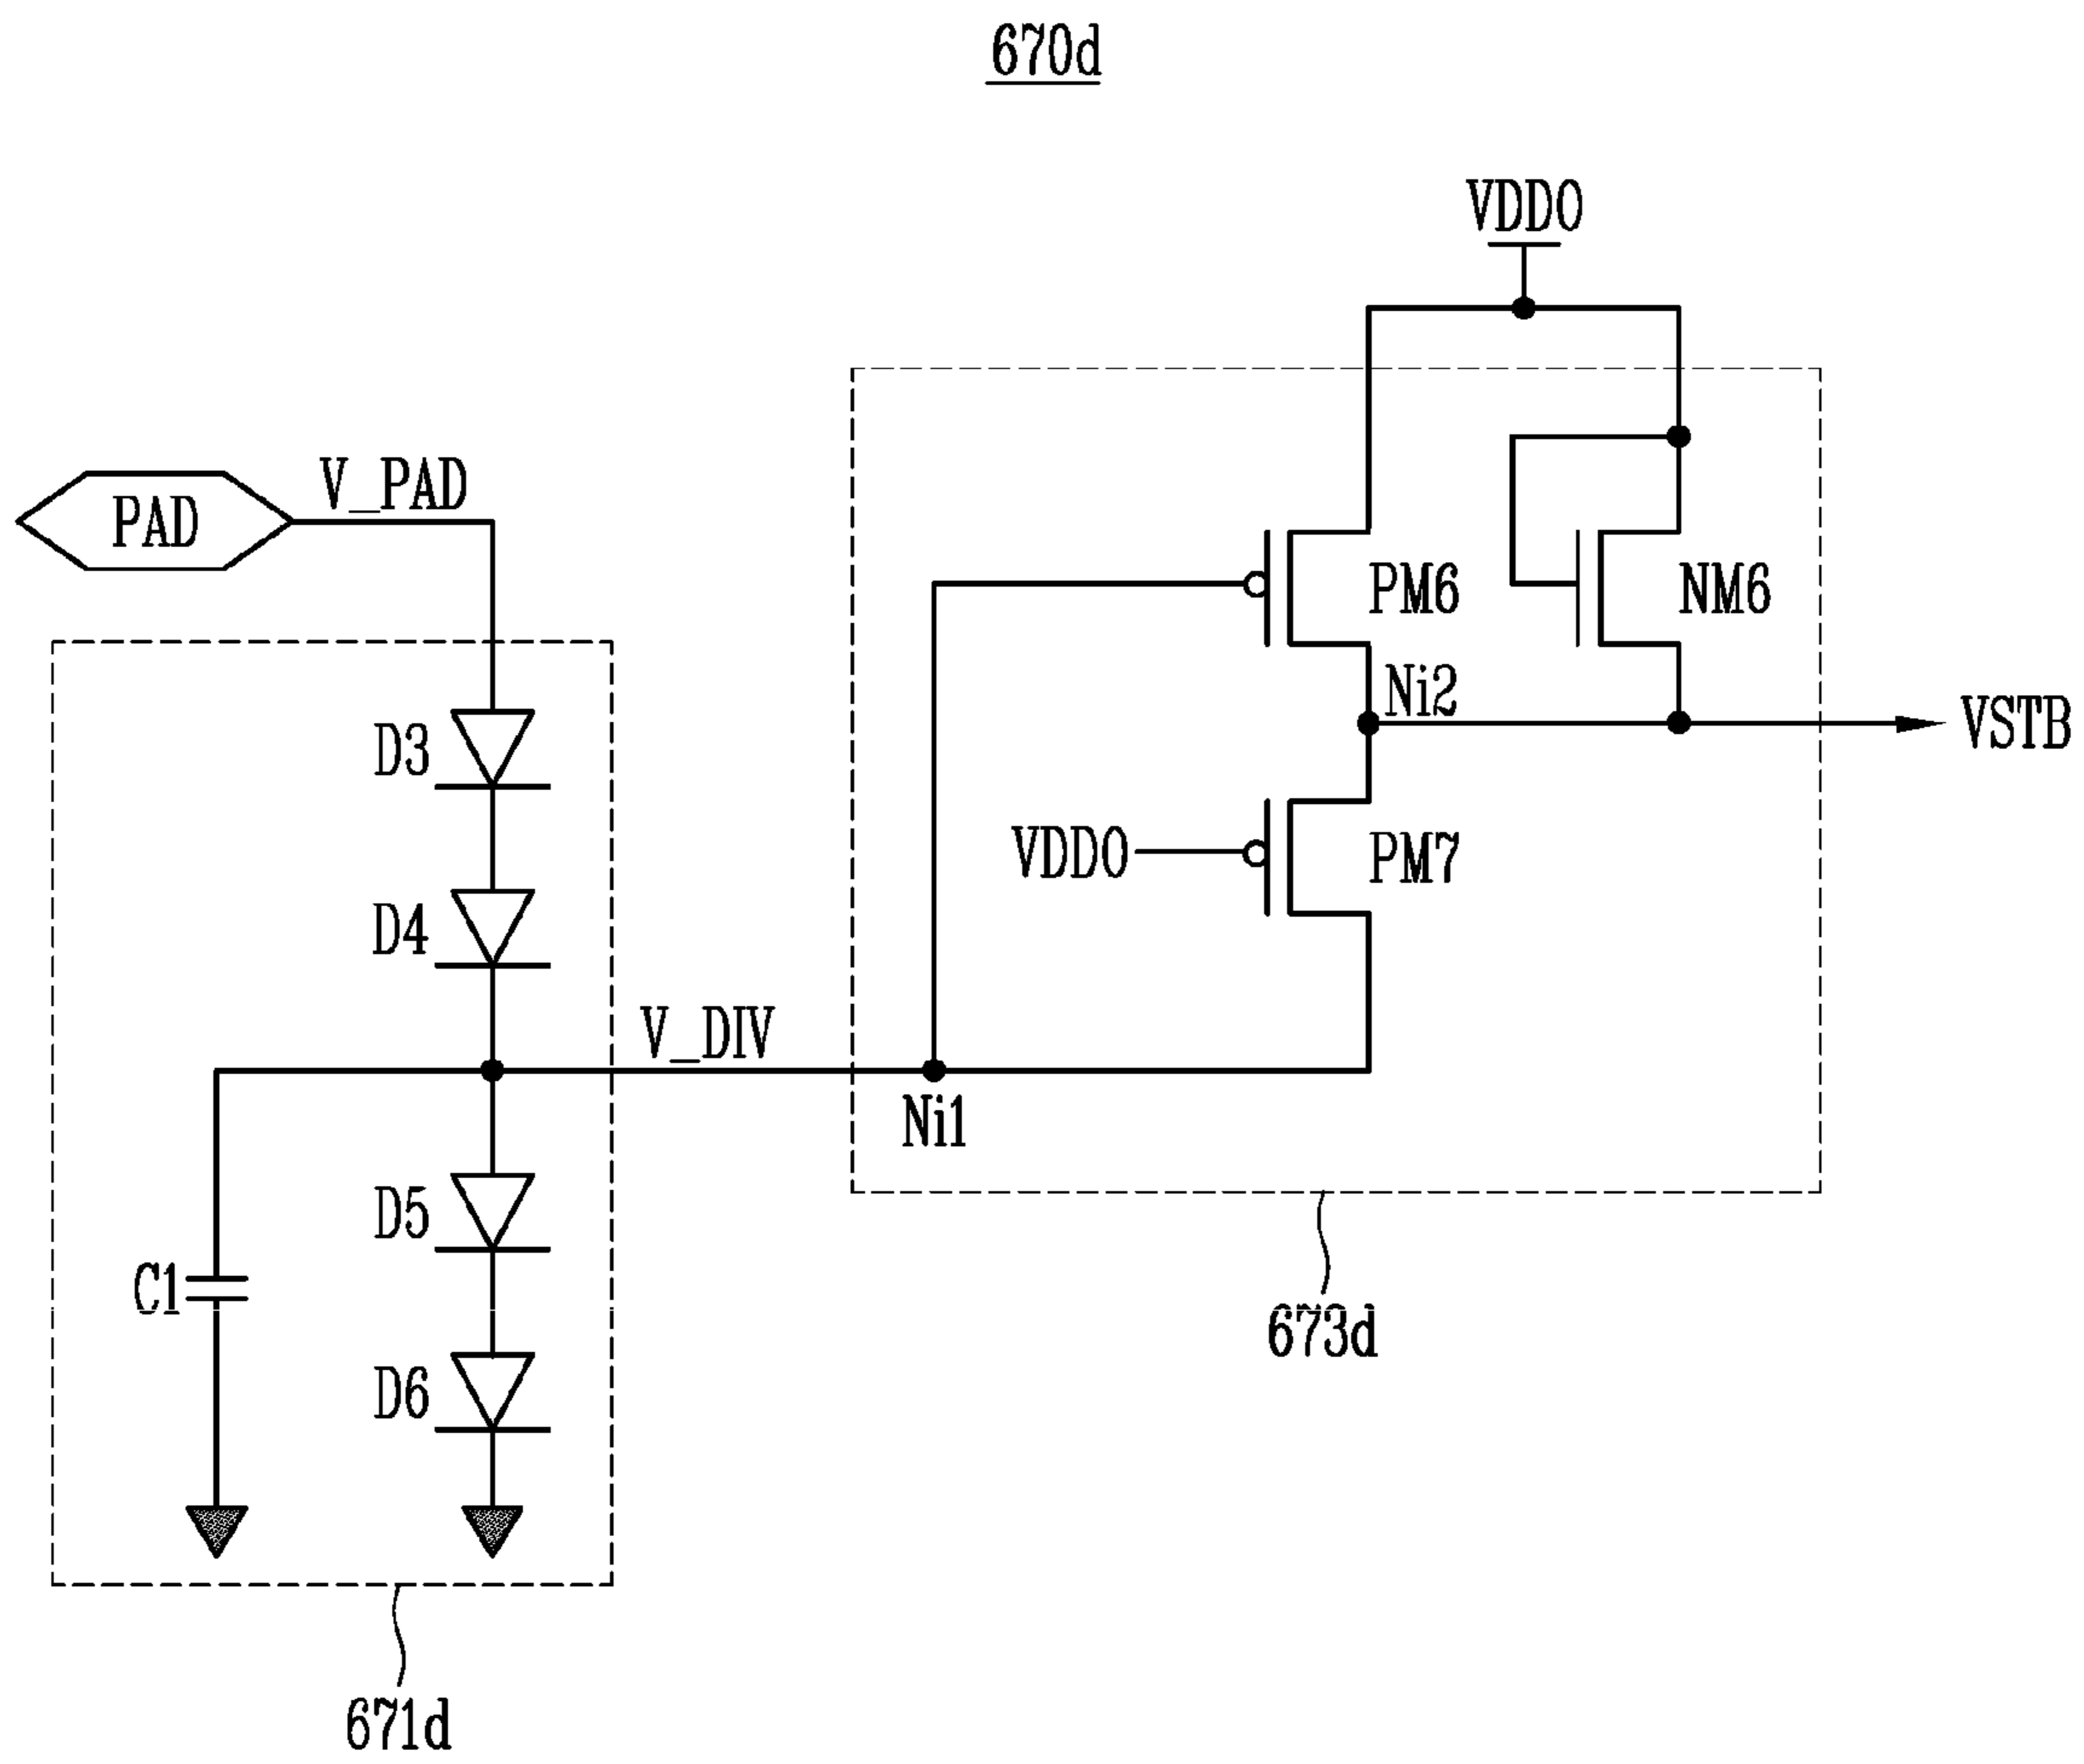 670d
VDDO
V_PAD
PAD
PM6
NM6
Ni2
VSTB
D3
VDDO
PM7
D4
V_DIV
Ni1
D5
C1
673d
D6
671d